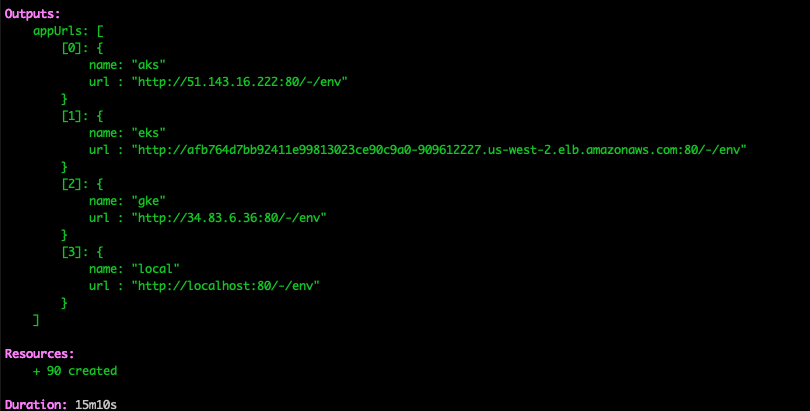 Outputs:
appUrls: [
[0]: {
name: "aks"
url : "http://51.143.16.222:80/-/env"
}
[1]: {
name: "eks"
url : "http://afb764d7bb92411e99813023ce90c9a0-909612227.us-west-2.elb.amazonaws.com:80/-/env"
}
[2]: {
name: "gke"
url : "http://34.83.6.36:80/-/env"
}
[3]: {
name: "local"
url : "http://localhost:80/-/env"
}
]
Resources:
+ 90 created
Duration: 15m10s